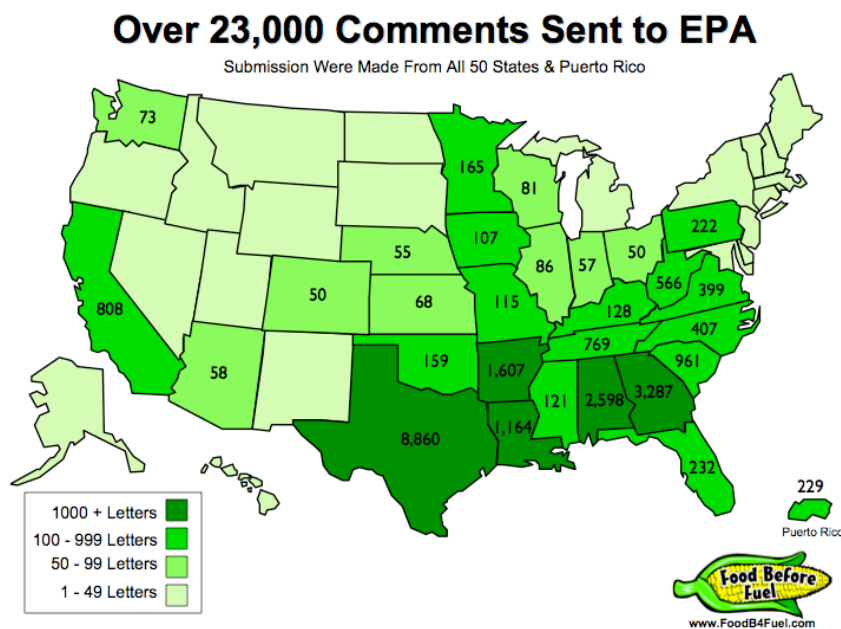 Over 23,000 Comments Sent to EPA
Submission Were Made From All 50 States & Puerto Rico
73
165
81
222
107
55
86
57
50
566
399
50
68
115
128
808
407
769
159
58
1,607
961
121
2,598
3,287
1,164
8,860
232
229
Puerto Rico
1000 + Letters
100 - 999 Letters
50 - 99 Letters
1 - 49 Letters
Food Before
Fuel
www.FoodB4Fuel.com